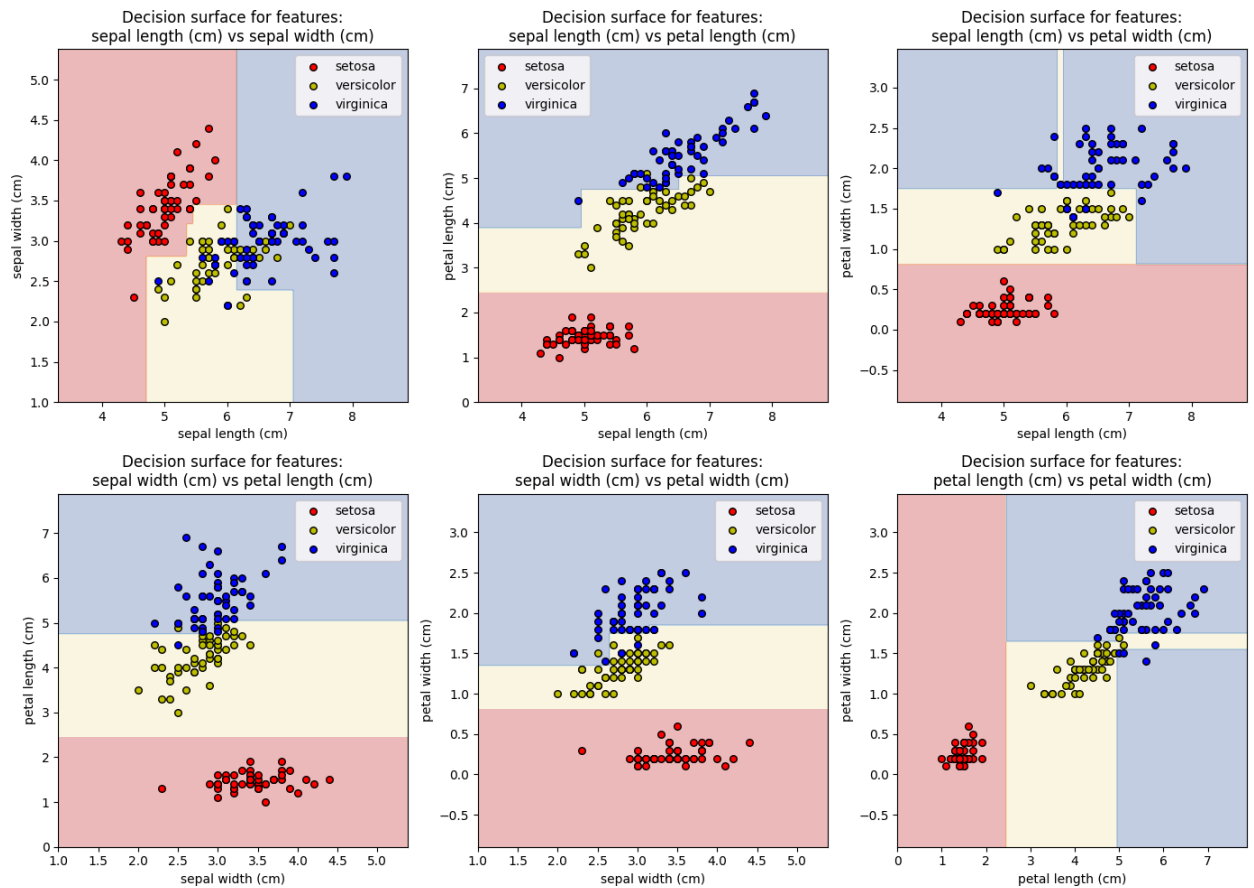 Decision surface for features:
sepal length (cm) vs sepal width (cm)
setosa
versicolor
virginica
5.0
4.5
4.0
3.5
3.0
2.5
2.0
1.5
1.0
sepal width (cm)
4
5
6
7
8
sepal length (cm)
Decision surface for features:
sepal length (cm) vs petal length (cm)
setosa
versicolor
virginica
7
6
5
4
3
2
1
0
petal length (cm)
4
5
6
7
8
sepal length (cm)
Decision surface for features:
sepal length (cm) vs petal width (cm)
setosa
versicolor
virginica
3.0
2.5
2.0
1.5
1.0
0.5
0.0
−0.5
petal width (cm)
4
5
6
7
8
sepal length (cm)
Decision surface for features:
sepal width (cm) vs petal length (cm)
setosa
versicolor
virginica
7
6
5
4
3
2
1
0
petal length (cm)
1.0
1.5
2.0
2.5
3.0
3.5
4.0
4.5
5.0
sepal width (cm)
Decision surface for features:
sepal width (cm) vs petal width (cm)
setosa
versicolor
virginica
3.0
2.5
2.0
1.5
1.0
0.5
0.0
−0.5
petal width (cm)
1.0
1.5
2.0
2.5
3.0
3.5
4.0
4.5
5.0
sepal width (cm)
Decision surface for features:
petal length (cm) vs petal width (cm)
setosa
versicolor
virginica
3.0
2.5
2.0
1.5
1.0
0.5
0.0
−0.5
petal width (cm)
0
1
2
3
4
5
6
7
petal length (cm)